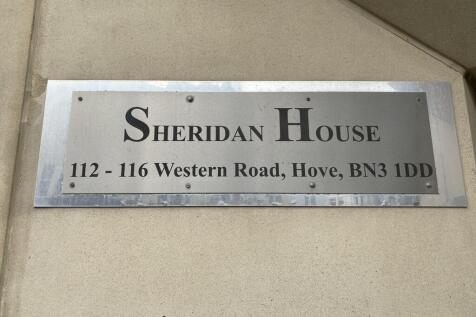 SHERIDAN HOUSE
112 - 116 Western Road, Hove, BN3 1DD